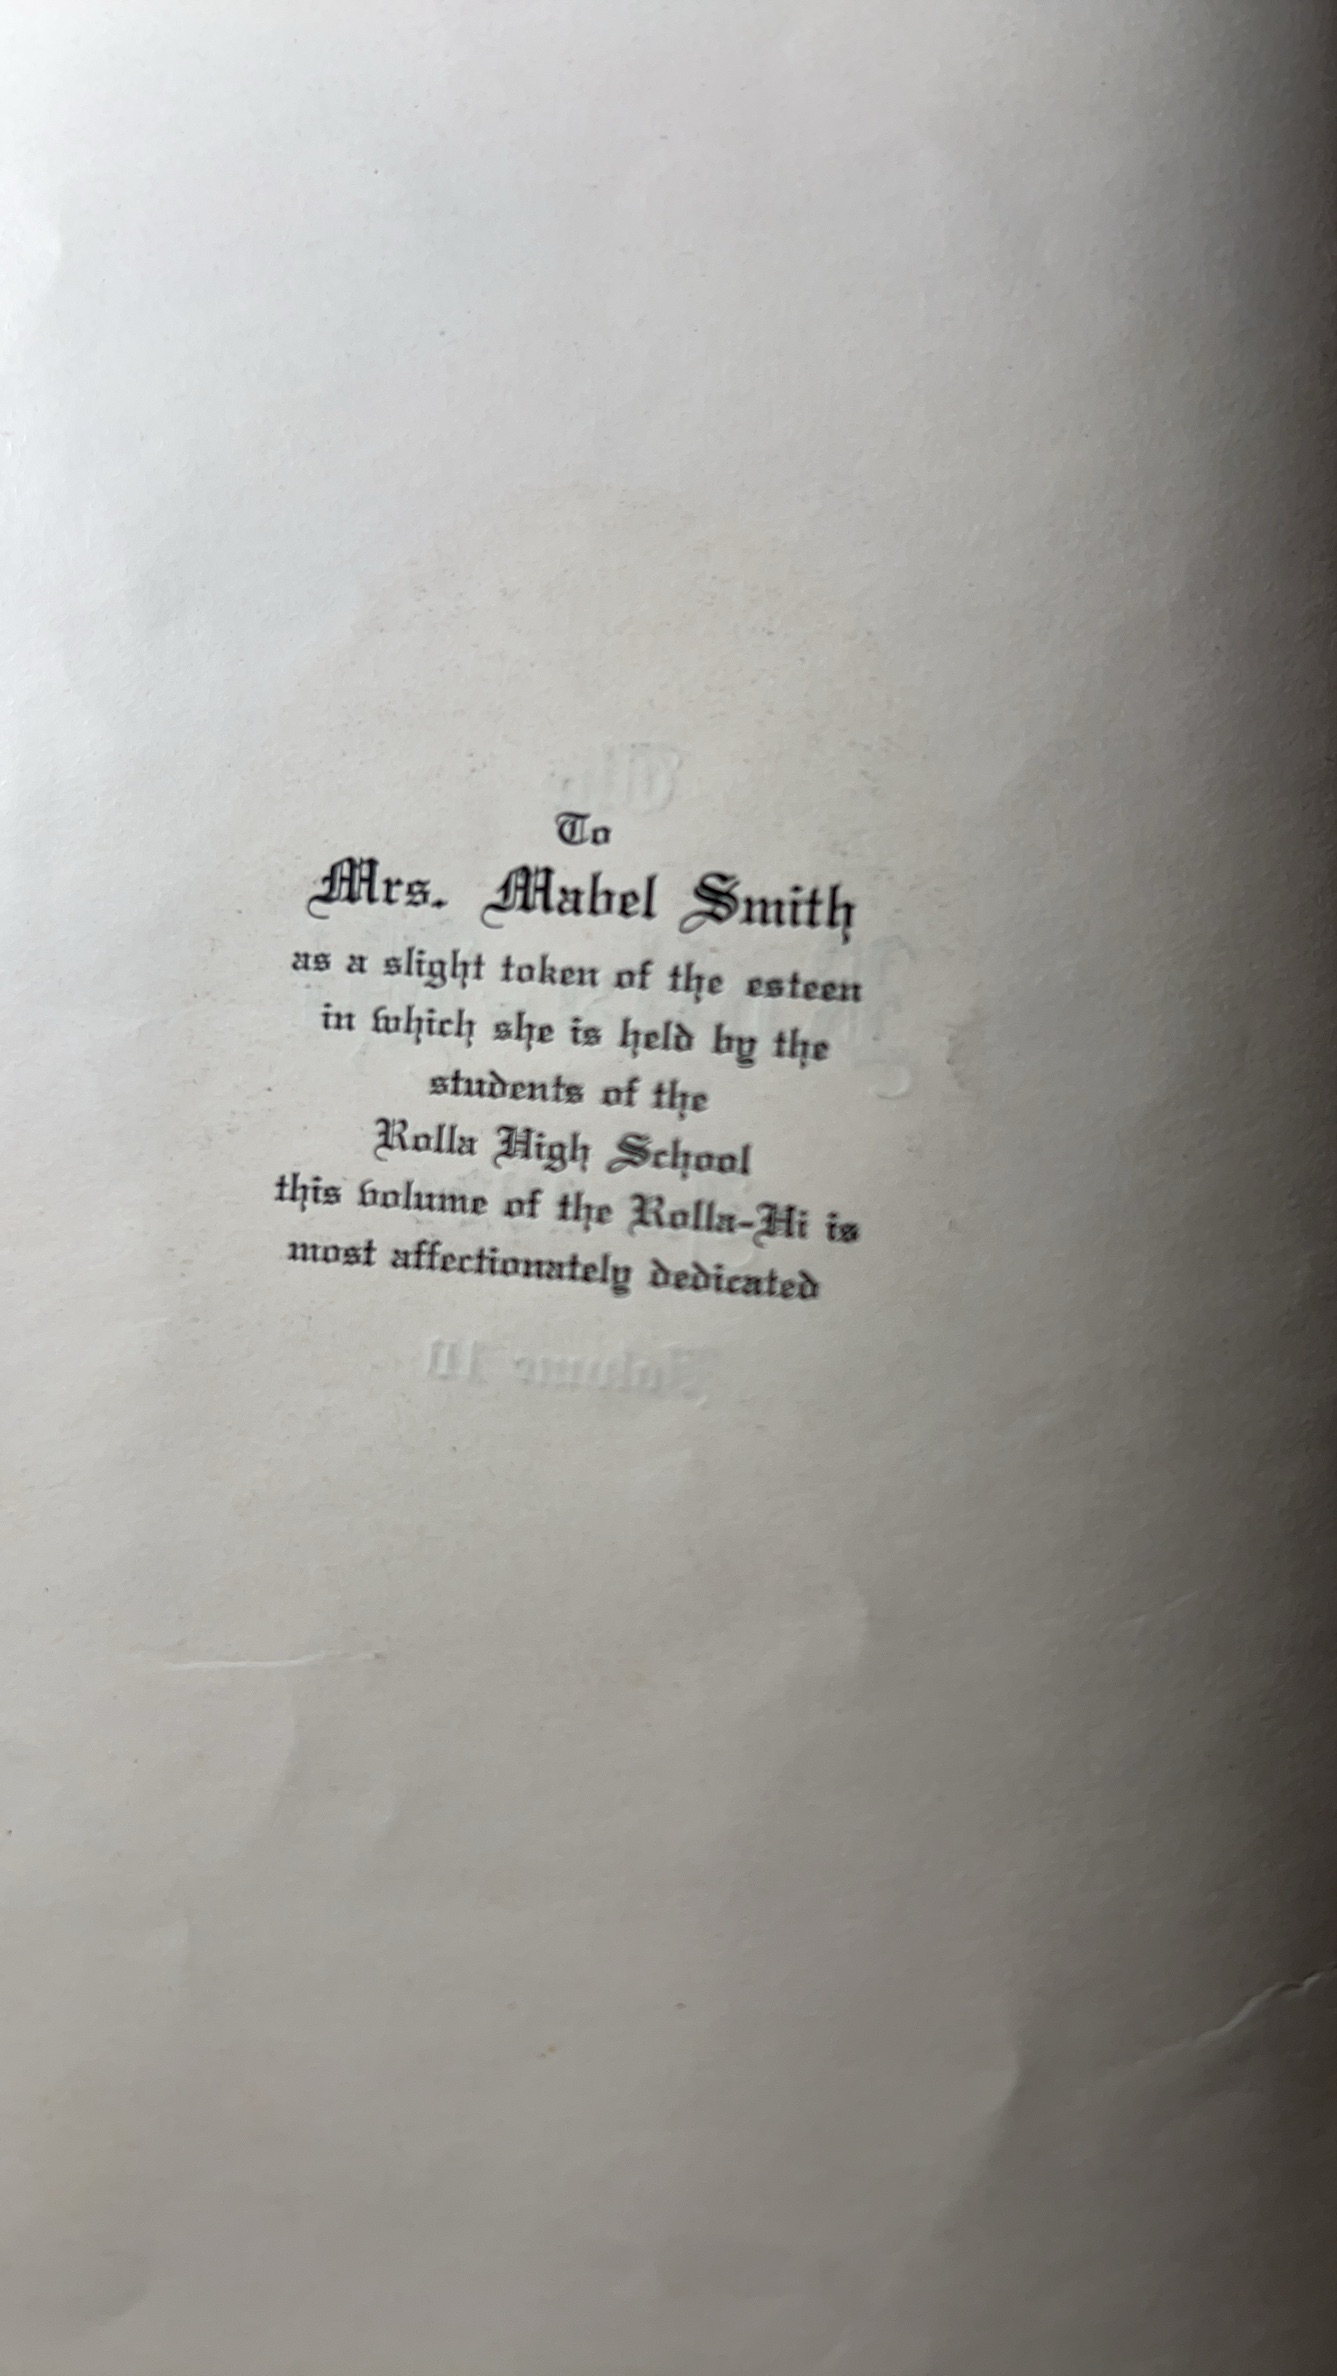 To
Mrs. Mabel Smith
as a slight token of the esteen
in which she is held by the
students of the
Rolla High School
this volume of the Rolla-Hi is
most affectionately dedicated